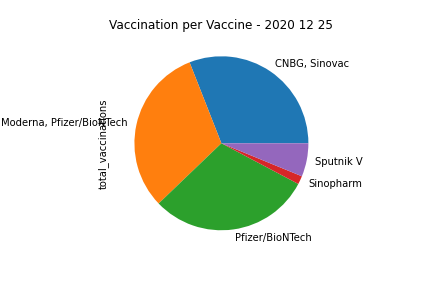 Vaccination per Vaccine - 2020 12 25
CNBG, Sinovac
Moderna, Pfizer/BioNTech
total_vaccinations
Sputnik V
Sinopharm
Pfizer/BioNTech